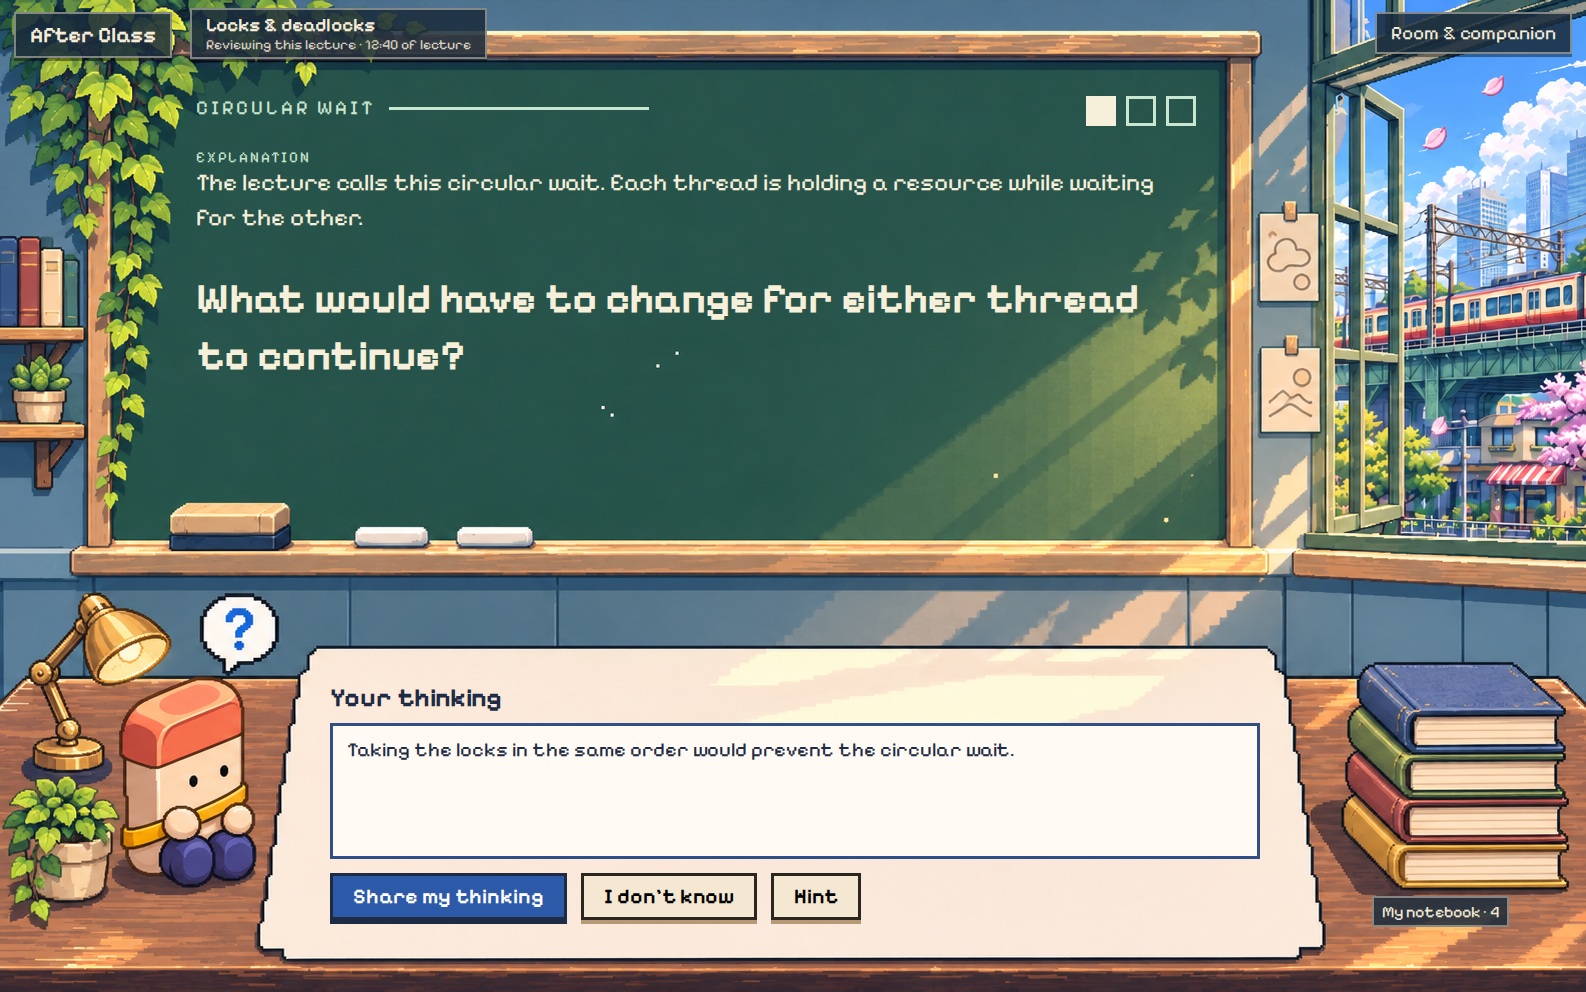 After Class
Locks & deadlocks
Reviewing this lecture · 18:40 of lecture
Room & companion
CIRCULAR WAIT
EXPLANATION
The lecture calls this circular wait. Each thread is holding a resource while waiting
for the other.
What would have to change for either thread
to continue?
?
Your thinking
Taking the locks in the same order would prevent the circular wait.
Share my thinking
I don't know
Hint
My notebook · 4